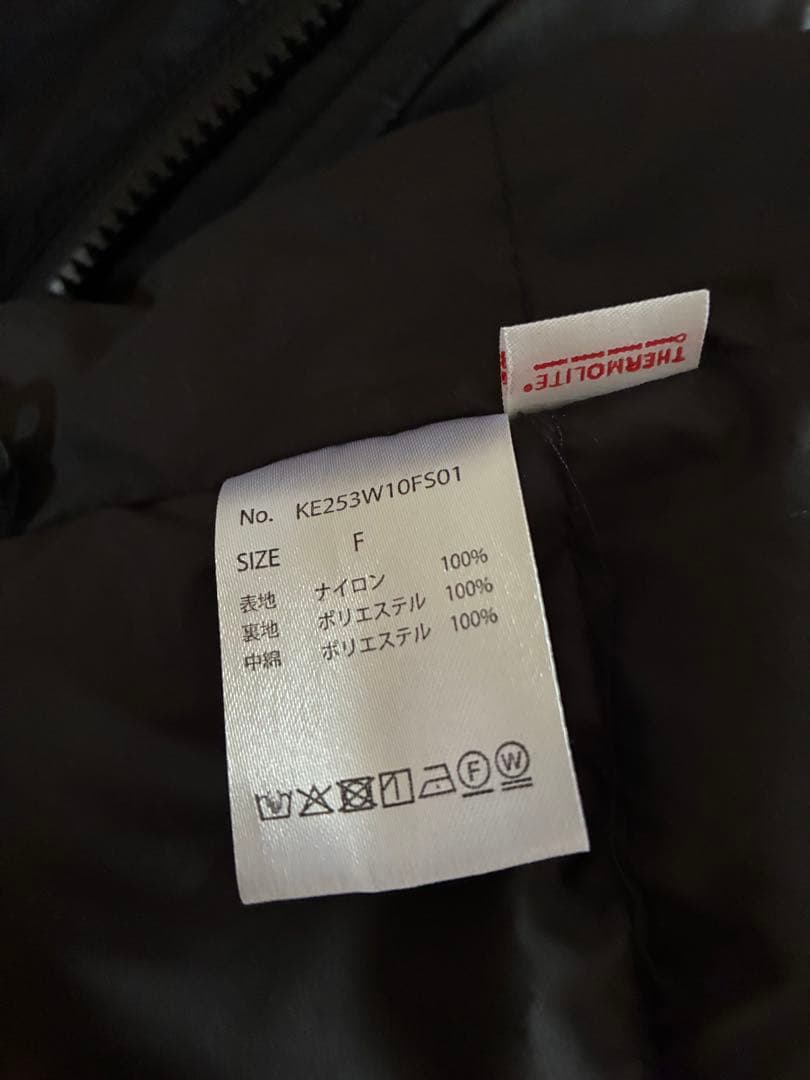 THERMOLITE®
No. KE253W10FS01
SIZE F
表地 ナイロン 100%
裏地 ポリエステル 100%
中綿 ポリエステル 100%
F W